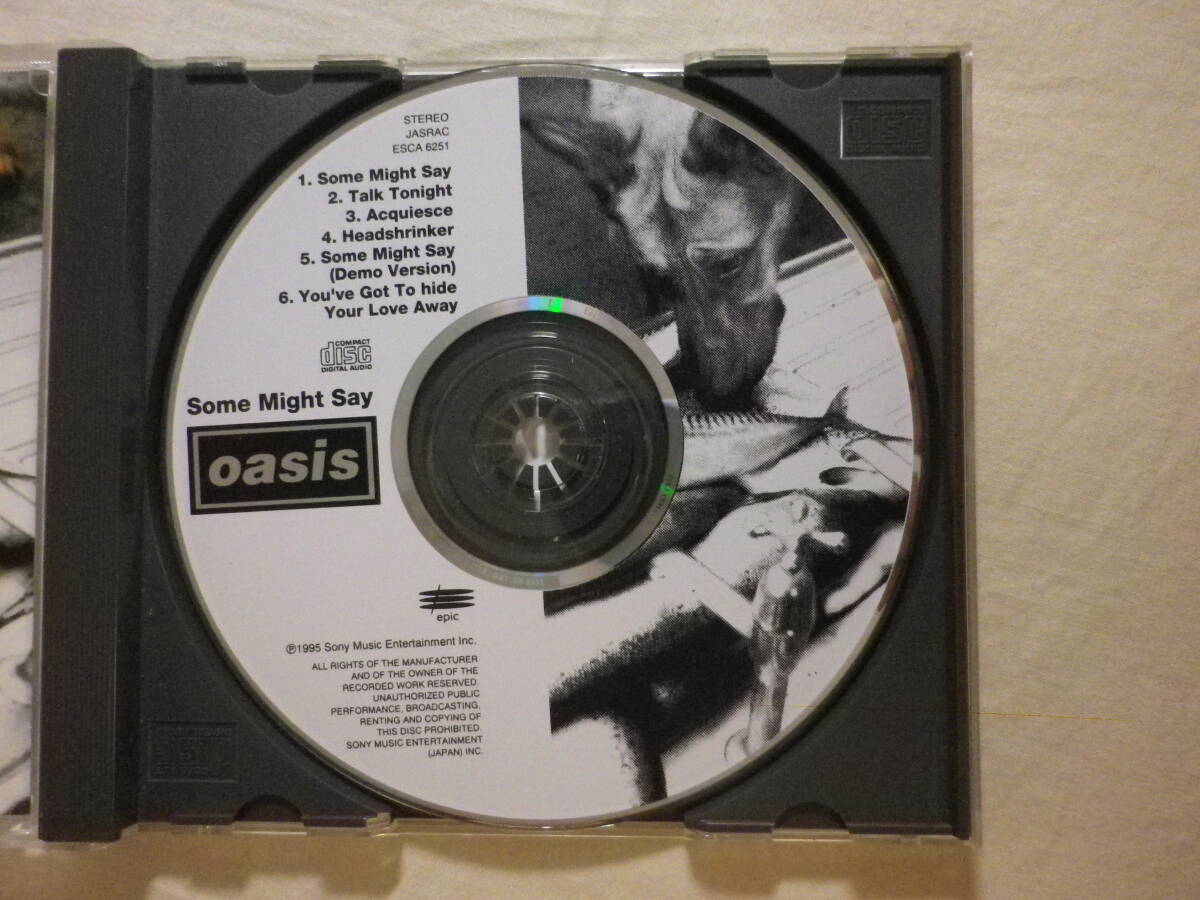 STEREO
JASRAC
ESCA 6251
1. Some Might Say
2. Talk Tonight
3. Acquiesce
4. Headshrinker
5. Some Might Say
(Demo Version)
6. You've Got To hide
Your Love Away
COMPACT
disc
DIGITAL AUDIO
Some Might Say
oasis
epic
℗1995 Sony Music Entertainment Inc.
ALL RIGHTS OF THE MANUFACTURER
AND OF THE OWNER OF THE
RECORDED WORK RESERVED.
UNAUTHORIZED PUBLIC
PERFORMANCE, BROADCASTING,
RENTING AND COPYING OF
THIS DISC PROHIBITED.
SONY MUSIC ENTERTAINMENT
(JAPAN) INC.
disc